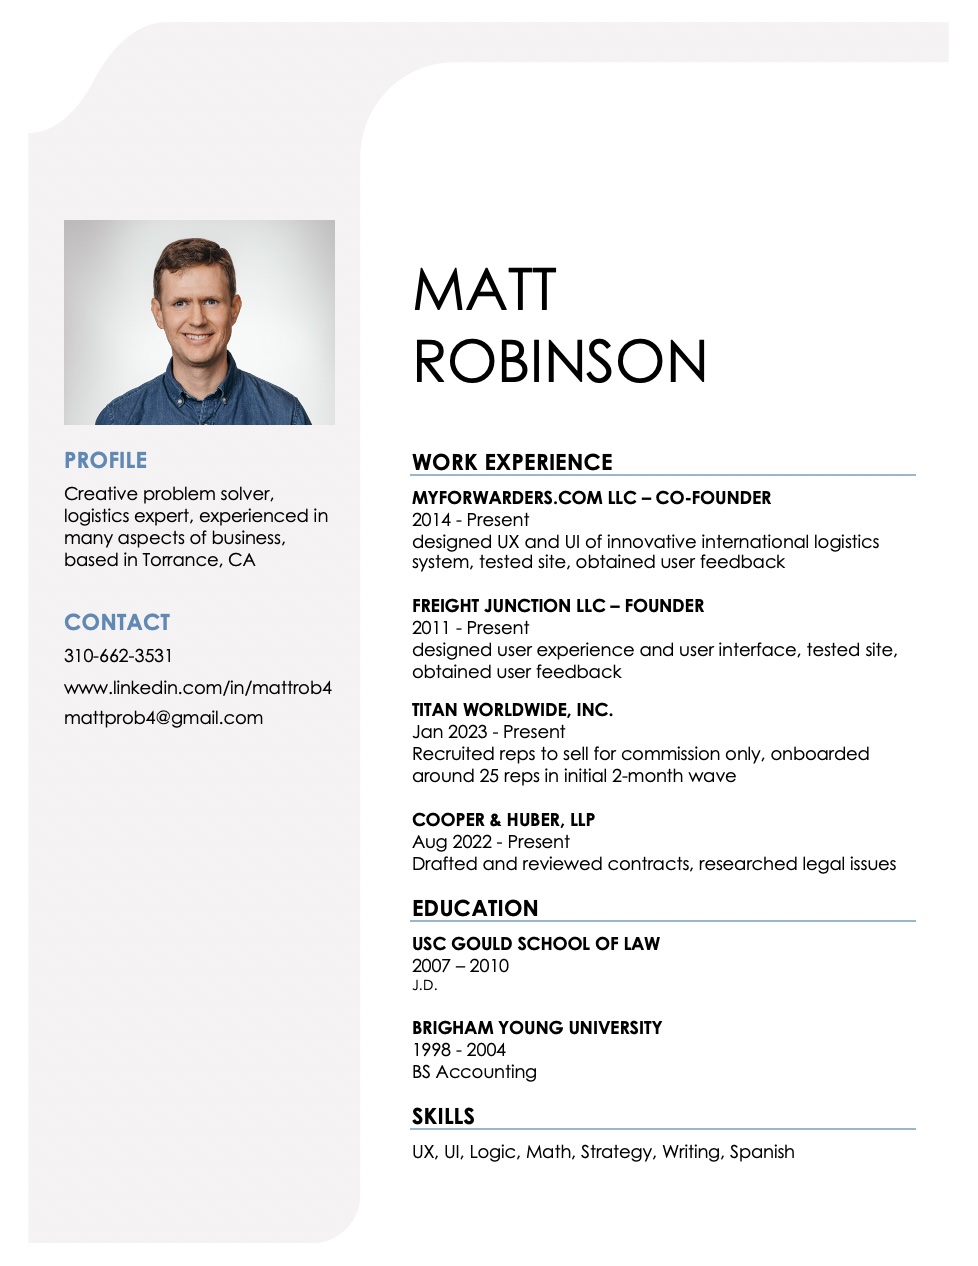 MATT
ROBINSON
PROFILE
Creative problem solver,
logistics expert, experienced in
many aspects of business,
based in Torrance, CA
CONTACT
310-662-3531
www.linkedin.com/in/mattrob4
mattprob4@gmail.com
WORK EXPERIENCE
MYFORWARDERS.COM LLC – CO-FOUNDER
2014 - Present
designed UX and UI of innovative international logistics
system, tested site, obtained user feedback
FREIGHT JUNCTION LLC – FOUNDER
2011 - Present
designed user experience and user interface, tested site,
obtained user feedback
TITAN WORLDWIDE, INC.
Jan 2023 - Present
Recruited reps to sell for commission only, onboarded
around 25 reps in initial 2-month wave
COOPER & HUBER, LLP
Aug 2022 - Present
Drafted and reviewed contracts, researched legal issues
EDUCATION
USC GOULD SCHOOL OF LAW
2007 – 2010
J.D.
BRIGHAM YOUNG UNIVERSITY
1998 - 2004
BS Accounting
SKILLS
UX, UI, Logic, Math, Strategy, Writing, Spanish